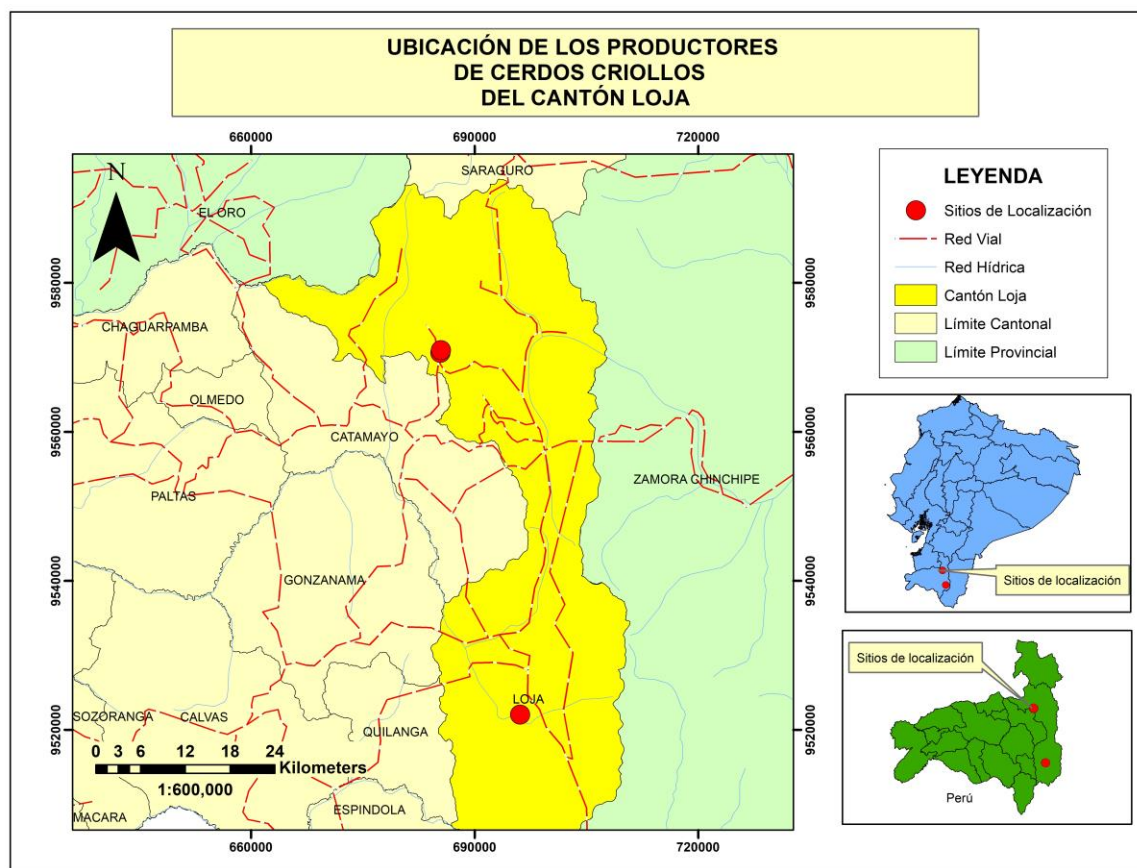 UBICACIÓN DE LOS PRODUCTORES
DE CERDOS CRIOLLOS
DEL CANTÓN LOJA
660000
690000
720000
N
SARAGURO
EL ORO
9580000
9580000
CHAGUARPAMBA
OLMEDO
CATAMAYO
9560000
9560000
PALTAS
ZAMORA CHINCHIPE
GONZANAMA
9540000
9540000
LOJA
SOZORANGA
CALVAS
QUILANGA
9520000
9520000
0 3 6 12 18 24
Kilometers
1:600,000
MACARA
ESPINDOLA
660000
690000
720000
LEYENDA
Sitios de Localización
Red Vial
Red Hídrica
Cantón Loja
Límite Cantonal
Límite Provincial
Sitios de localización
Sitios de localización
Perú